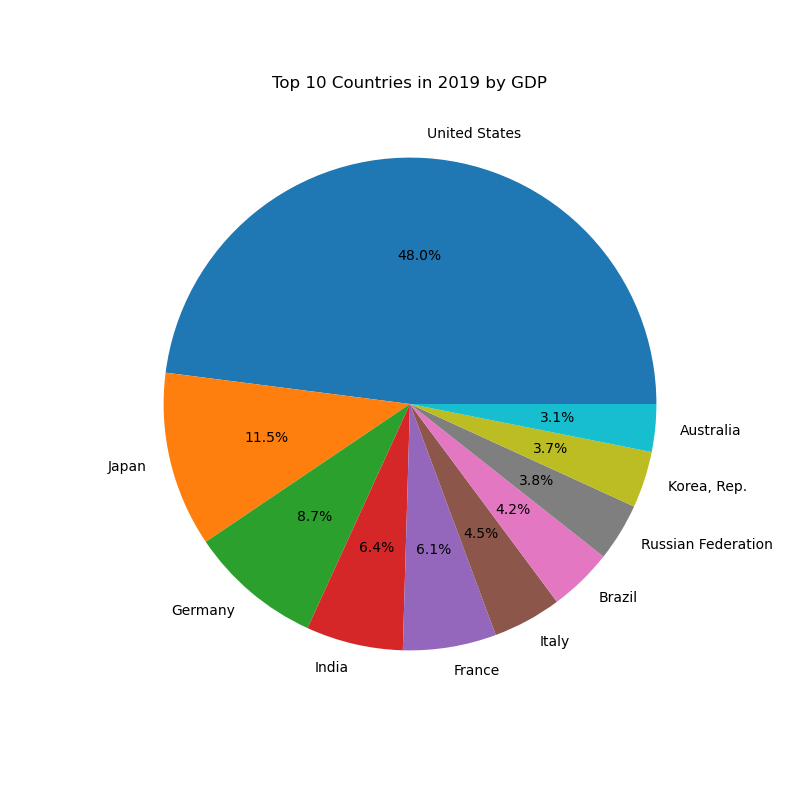 Top 10 Countries in 2019 by GDP
United States
48.0%
Japan
11.5%
Germany
8.7%
India
6.4%
France
6.1%
Italy
4.5%
Brazil
4.2%
Russian Federation
3.8%
Korea, Rep.
3.7%
Australia
3.1%